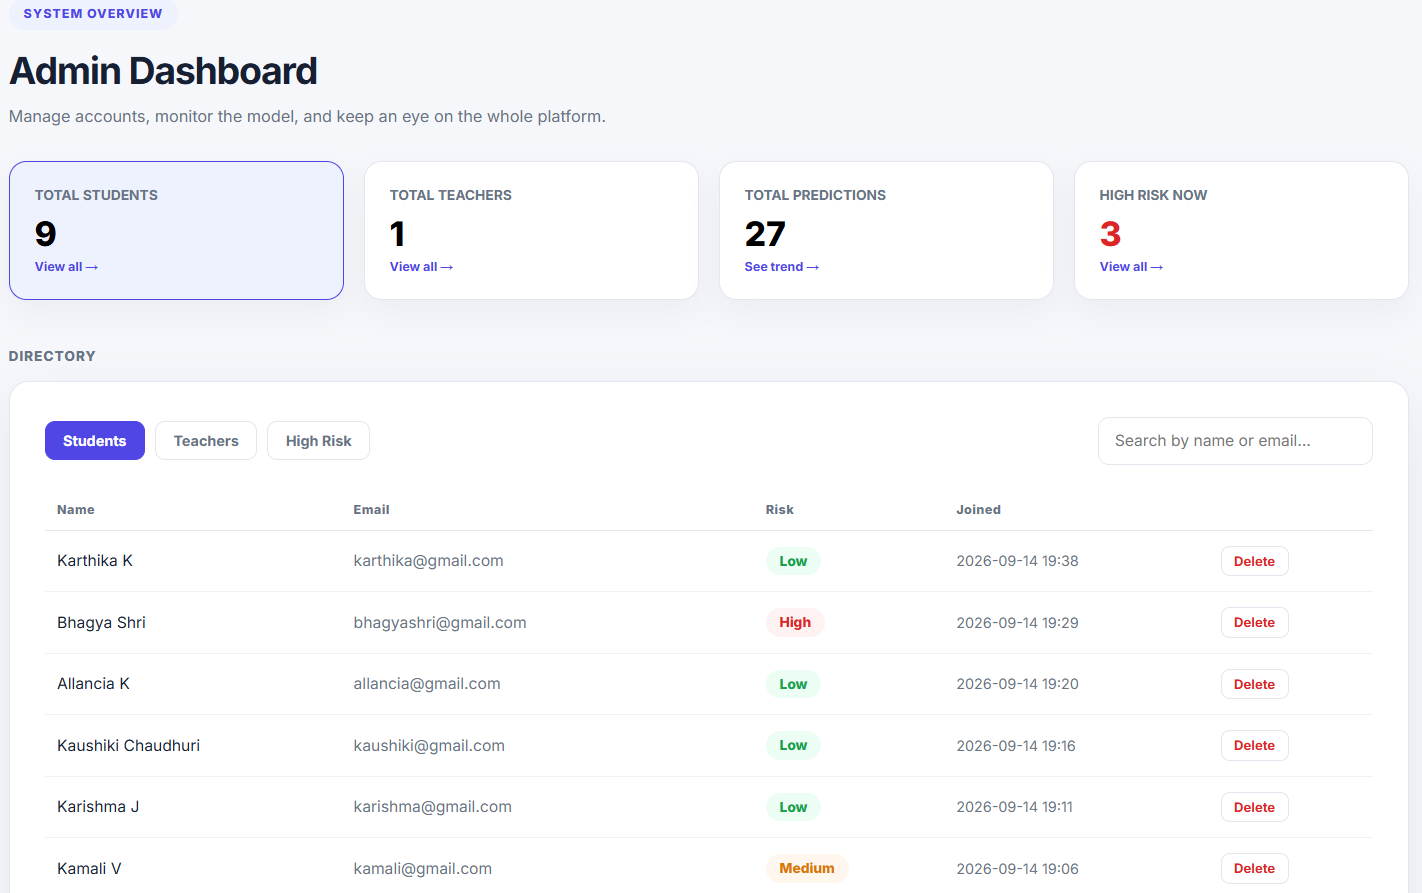 SYSTEM OVERVIEW
Admin Dashboard
Manage accounts, monitor the model, and keep an eye on the whole platform.
TOTAL STUDENTS
9
View all →
TOTAL TEACHERS
1
View all →
TOTAL PREDICTIONS
27
See trend →
HIGH RISK NOW
3
View all →
DIRECTORY
Students Teachers High Risk Search by name or email...
Name Email Risk Joined
Karthika K karthika@gmail.com Low 2026-09-14 19:38 Delete
Bhagya Shri bhagyashri@gmail.com High 2026-09-14 19:29 Delete
Allancia K allancia@gmail.com Low 2026-09-14 19:20 Delete
Kaushiki Chaudhuri kaushiki@gmail.com Low 2026-09-14 19:16 Delete
Karishma J karishma@gmail.com Low 2026-09-14 19:11 Delete
Kamali V kamali@gmail.com Medium 2026-09-14 19:06 Delete